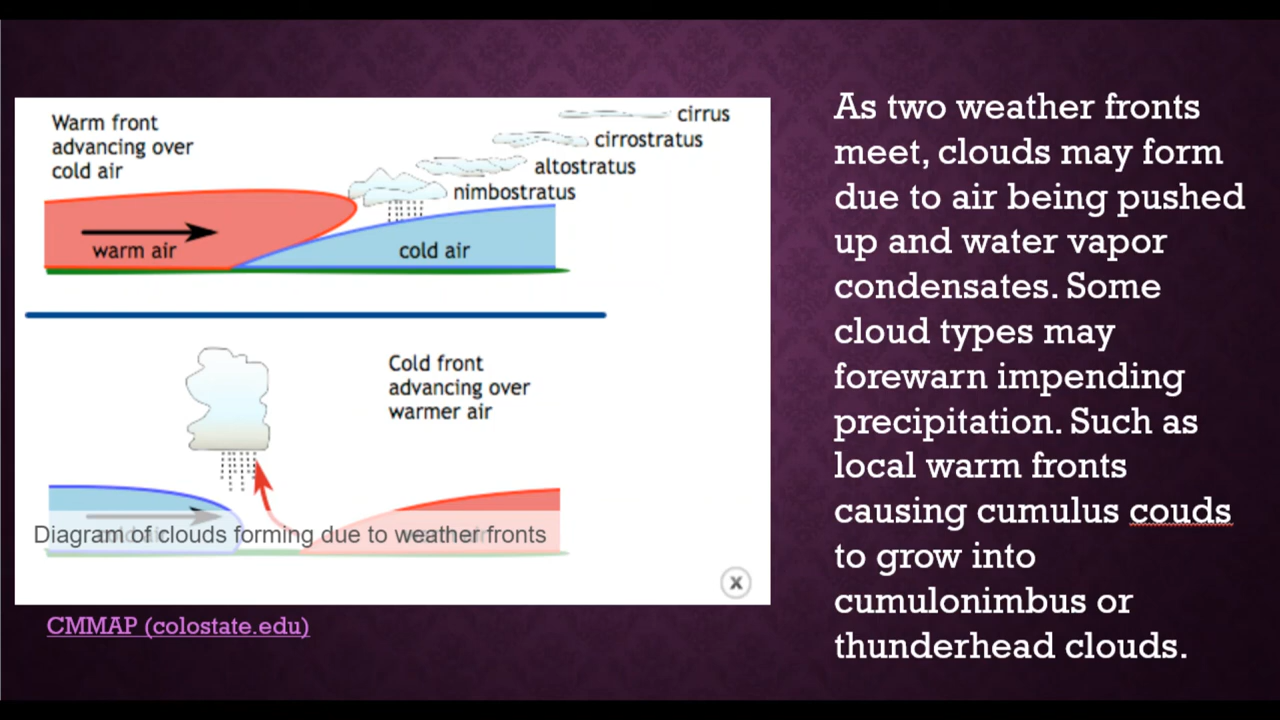 Warm front
advancing over
cold air
cirrus
cirrostratus
altostratus
nimbostratus
warm air
cold air
Cold front
advancing over
warmer air
Diagram of clouds forming due to weather fronts
X
CMMAP (colostate.edu)
As two weather fronts
meet, clouds may form
due to air being pushed
up and water vapor
condensates. Some
cloud types may
forewarn impending
precipitation. Such as
local warm fronts
causing cumulus couds
to grow into
cumulonimbus or
thunderhead clouds.